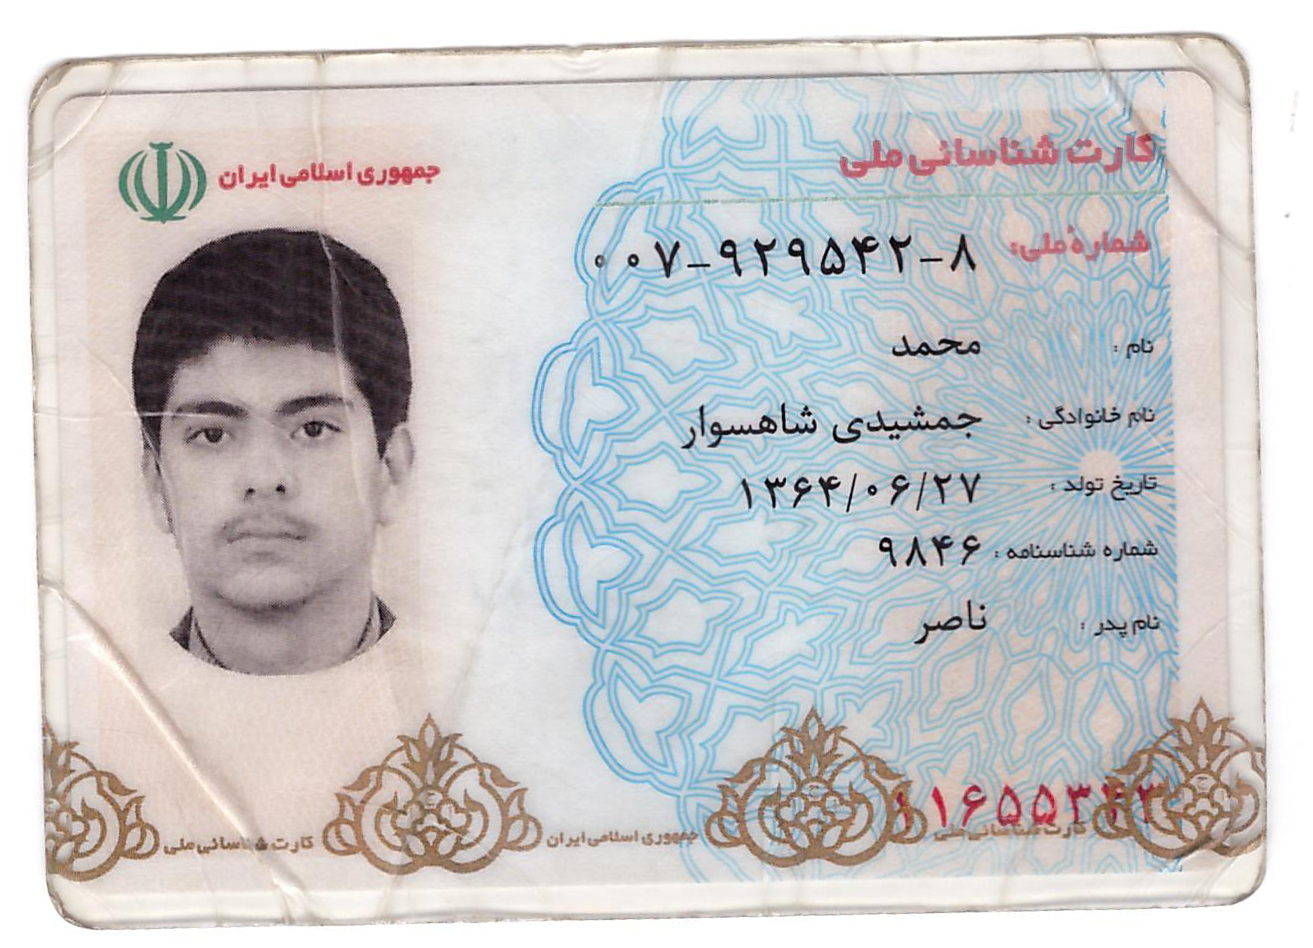 جمهوری اسلامی ایران
کارت شناسائی ملی
شمارهٔ ملی: ۰۰۷-۹۲۹۵۴۲-۸
نام : محمد
نام خانوادگی : جمشیدی شاهسوار
تاریخ تولد : ۱۳۶۴/۰۶/۲۷
شماره شناسنامه : ۹۸۴۶
نام پدر : ناصر
کارت شناسائی ملی جمهوری اسلامی ایران کارت شناسائی ملی